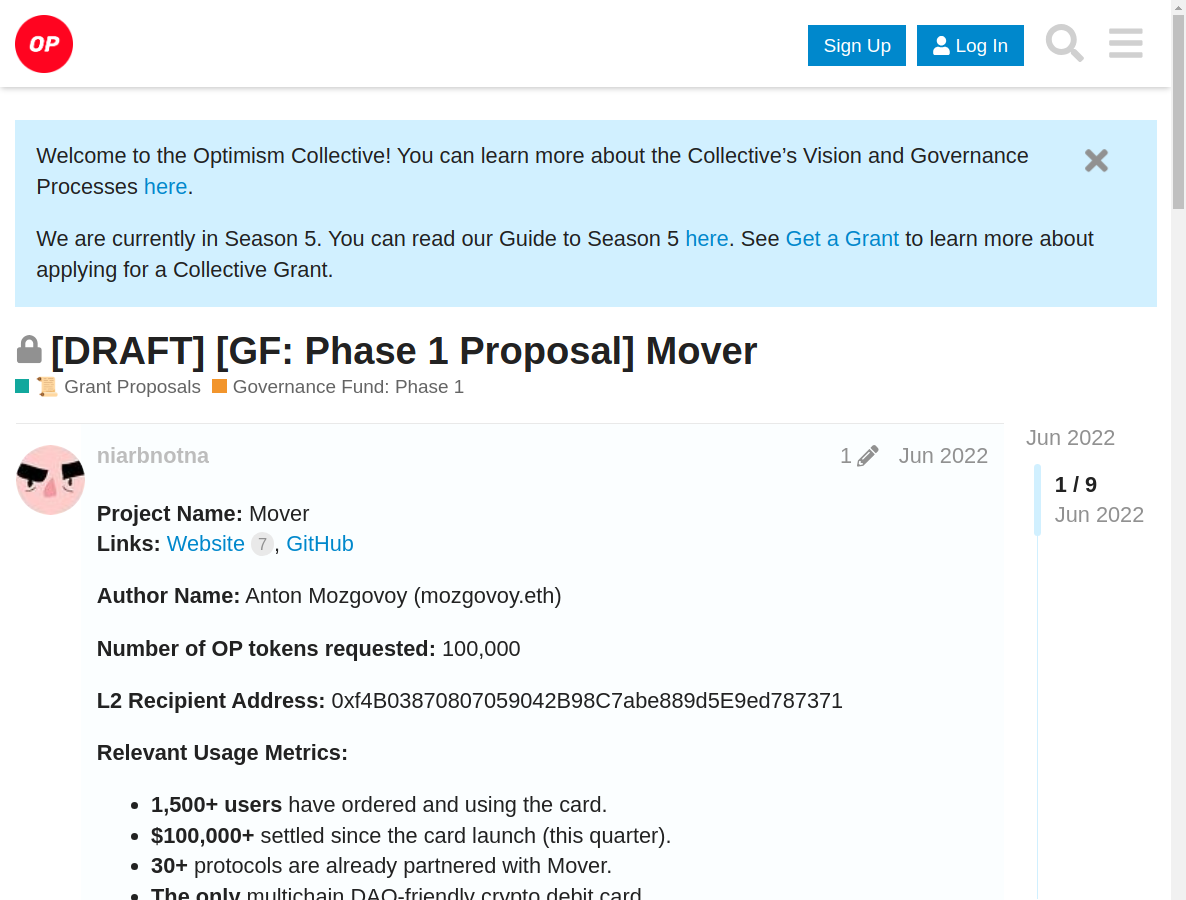 OP
Sign Up
Log In
Welcome to the Optimism Collective! You can learn more about the Collective’s Vision and Governance
Processes here.
We are currently in Season 5. You can read our Guide to Season 5 here. See Get a Grant to learn more about
applying for a Collective Grant.
[DRAFT] [GF: Phase 1 Proposal] Mover
📜 Grant Proposals Governance Fund: Phase 1
niarbnotna
1
Jun 2022
Jun 2022
1 / 9
Jun 2022
Project Name: Mover
Links: Website 7, GitHub
Author Name: Anton Mozgovoy (mozgovoy.eth)
Number of OP tokens requested: 100,000
L2 Recipient Address: 0xf4B03870807059042B98C7abe889d5E9ed787371
Relevant Usage Metrics:
• 1,500+ users have ordered and using the card.
• $100,000+ settled since the card launch (this quarter).
• 30+ protocols are already partnered with Mover.
• The only multichain DAO-friendly crypto debit card.